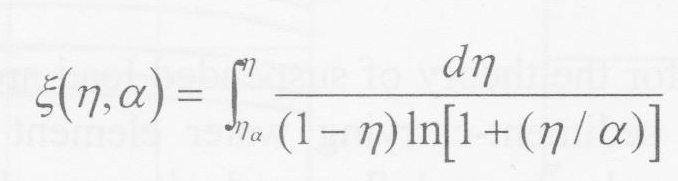 ξ(η,α) = ∫_{η_α}^{η} dη / ((1−η) ln[1+(η/α)])